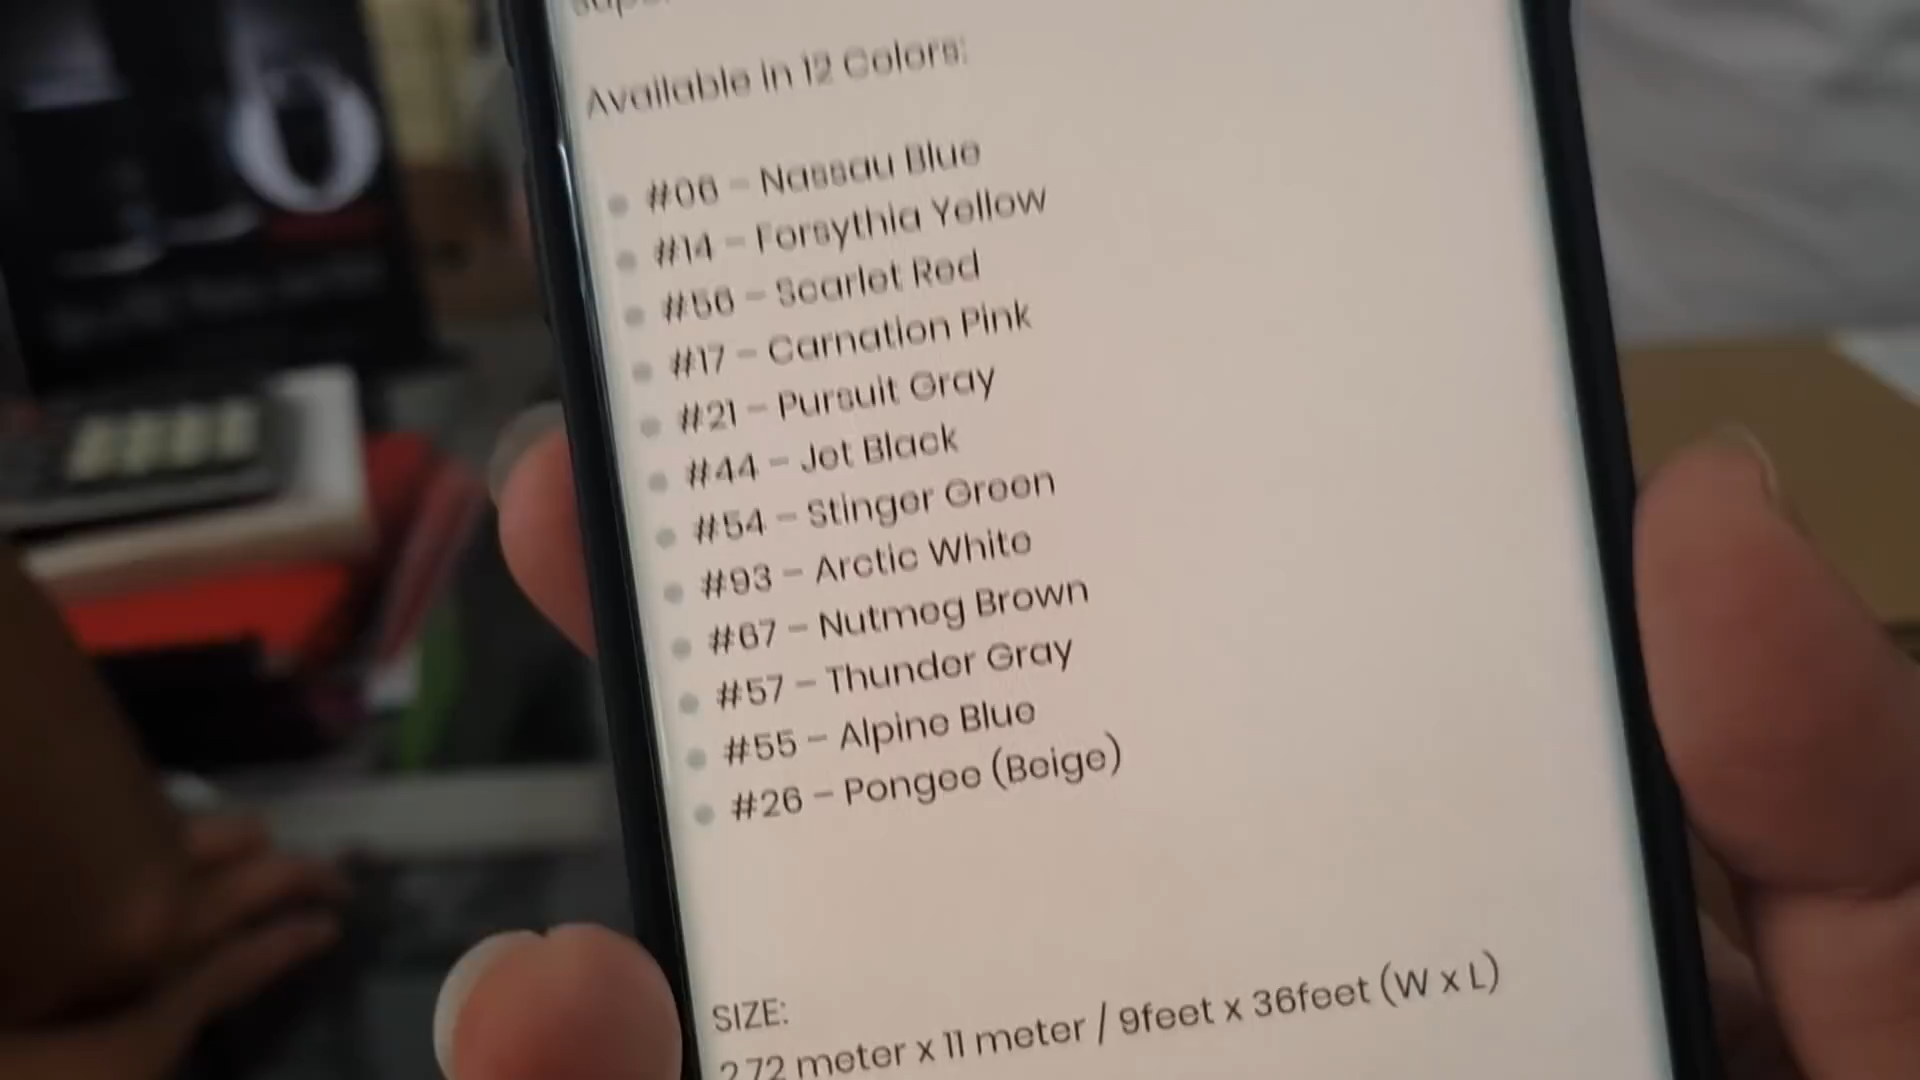 Available in 12 Colors:
#06 – Nassau Blue
#14 – Forsythia Yellow
#56 – Scarlet Red
#17 – Carnation Pink
#21 – Pursuit Gray
#44 – Jet Black
#54 – Stinger Green
#93 – Arctic White
#67 – Nutmeg Brown
#57 – Thunder Gray
#55 – Alpine Blue
#26 – Pongee (Beige)
SIZE:
2.72 meter x 11 meter / 9feet x 36feet (W x L)